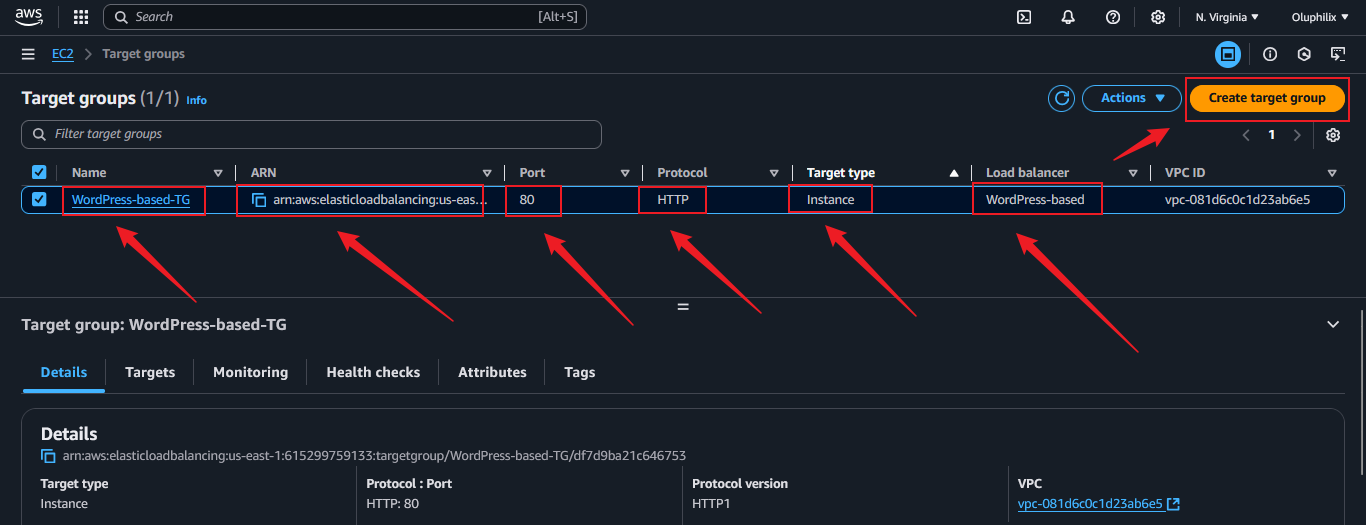 aws Search [Alt+S] N. Virginia Oluphilix
EC2 Target groups
Target groups (1/1) Info Actions Create target group
Filter target groups 1
Name ARN Port Protocol Target type Load balancer VPC ID
WordPress-based-TG arn:aws:elasticloadbalancing:us-eas... 80 HTTP Instance WordPress-based vpc-081d6c0c1d23ab6e5
Target group: WordPress-based-TG
Details Targets Monitoring Health checks Attributes Tags
Details
arn:aws:elasticloadbalancing:us-east-1:615299759133:targetgroup/WordPress-based-TG/df7d9ba21c646753
Target type Protocol : Port Protocol version VPC
Instance HTTP: 80 HTTP1 vpc-081d6c0c1d23ab6e5